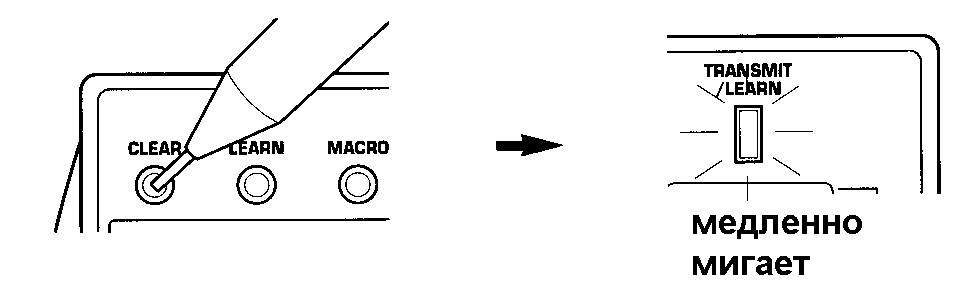 CLEAR LEARN MACRO
TRANSMIT
/LEARN
медленно
мигает